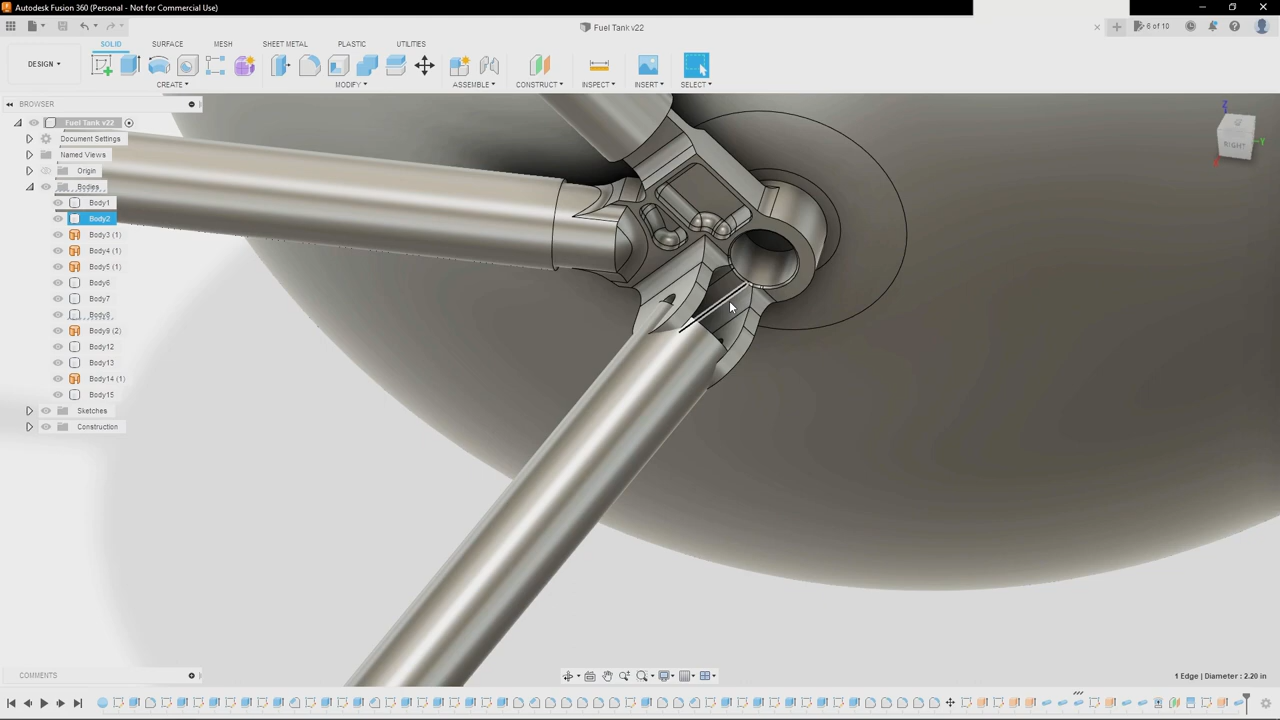 Autodesk Fusion 360 (Personal - Not for Commercial Use)
Fuel Tank v22
6 of 10
SOLID
SURFACE
MESH
SHEET METAL
PLASTIC
UTILITIES
DESIGN
CREATE
MODIFY
ASSEMBLE
CONSTRUCT
INSPECT
INSERT
SELECT
BROWSER
Fuel Tank v22
Document Settings
Named Views
Origin
Bodies
Body1
Body2
Body3 (1)
Body4 (1)
Body5 (1)
Body6
Body7
Body8
Body9 (2)
Body12
Body13
Body14 (1)
Body15
Sketches
Construction
Z
Y
RIGHT
COMMENTS
1 Edge | Diameter : 2.20 in